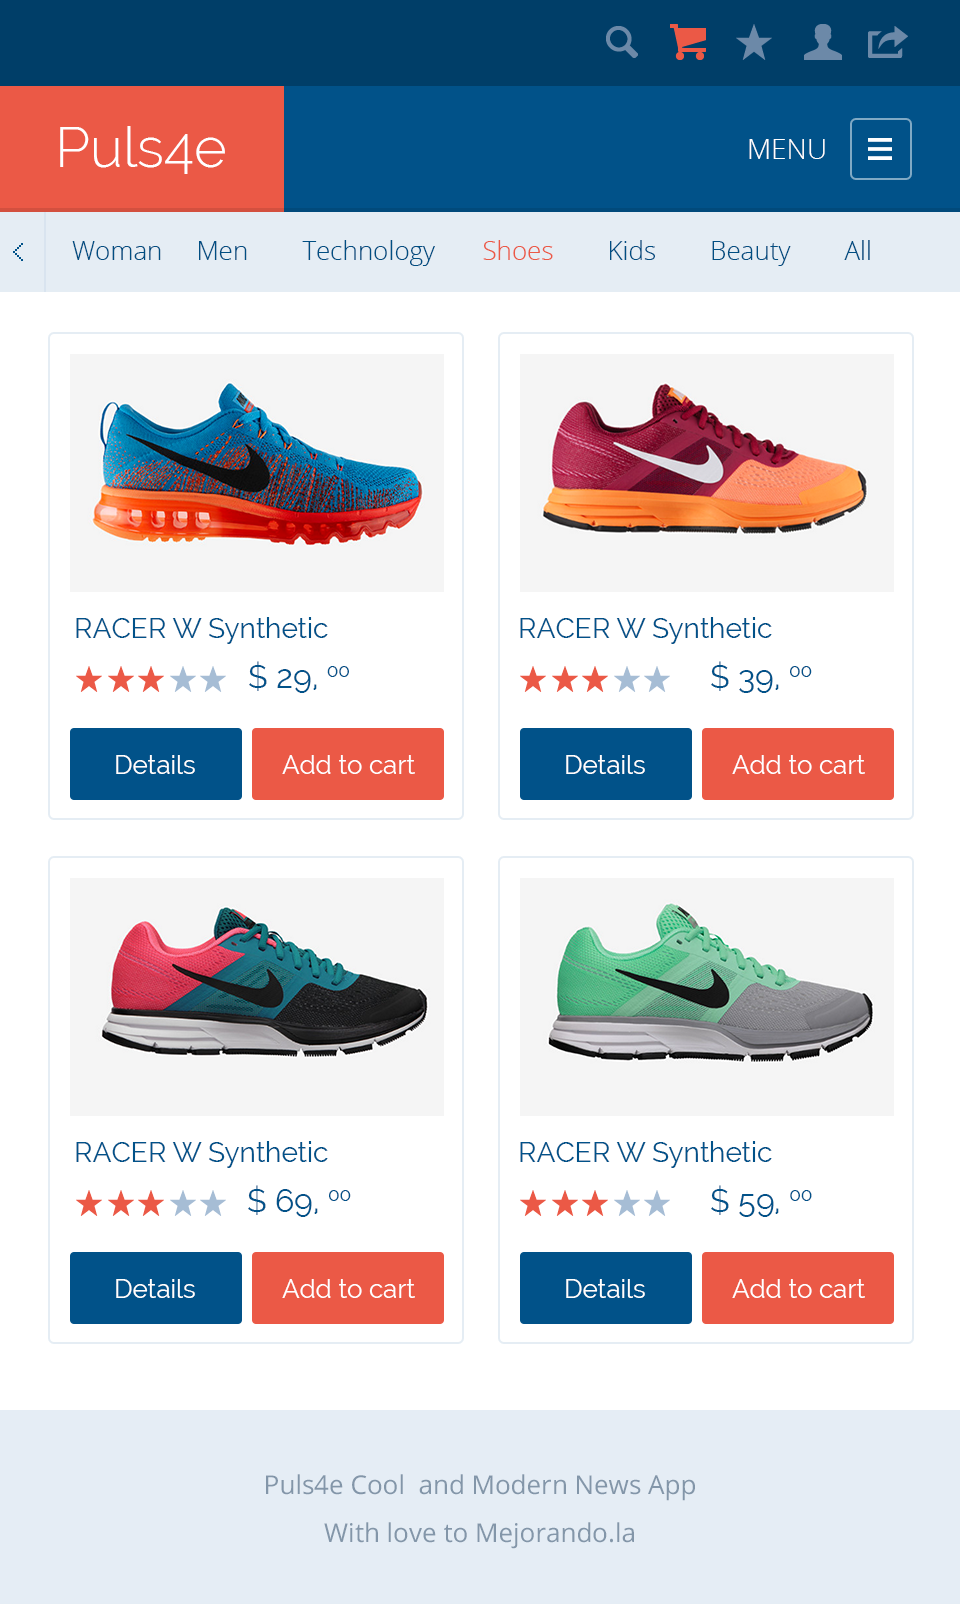 Puls4e
MENU
Woman Men Technology Shoes Kids Beauty All
RACER W Synthetic
$ 29, 00
Details Add to cart
RACER W Synthetic
$ 39, 00
Details Add to cart
RACER W Synthetic
$ 69, 00
Details Add to cart
RACER W Synthetic
$ 59, 00
Details Add to cart
Puls4e Cool and Modern News App
With love to Mejorando.la